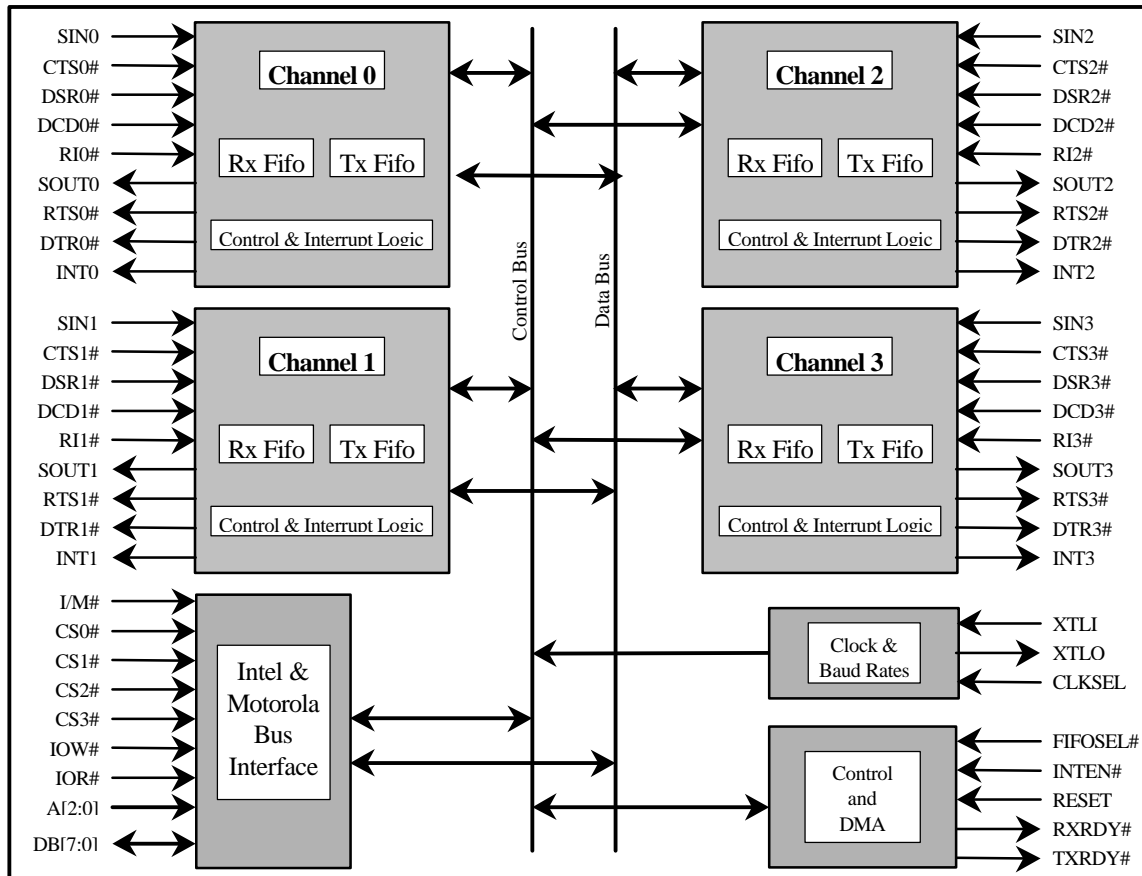 SIN0
CTS0#
DSR0#
DCD0#
RI0#
SOUT0
RTS0#
DTR0#
INT0
Channel 0
Rx Fifo
Tx Fifo
Control & Interrupt Logic
Control Bus
Data Bus
Channel 2
Rx Fifo
Tx Fifo
Control & Interrupt Logic
SIN2
CTS2#
DSR2#
DCD2#
RI2#
SOUT2
RTS2#
DTR2#
INT2
SIN1
CTS1#
DSR1#
DCD1#
RI1#
SOUT1
RTS1#
DTR1#
INT1
Channel 1
Rx Fifo
Tx Fifo
Control & Interrupt Logic
Channel 3
Rx Fifo
Tx Fifo
Control & Interrupt Logic
SIN3
CTS3#
DSR3#
DCD3#
RI3#
SOUT3
RTS3#
DTR3#
INT3
I/M#
CS0#
CS1#
CS2#
CS3#
IOW#
IOR#
A[2:0]
DB[7:0]
Intel &
Motorola
Bus
Interface
Clock &
Baud Rates
XTLI
XTLO
CLKSEL
Control
and
DMA
FIFOSEL#
INTEN#
RESET
RXRDY#
TXRDY#